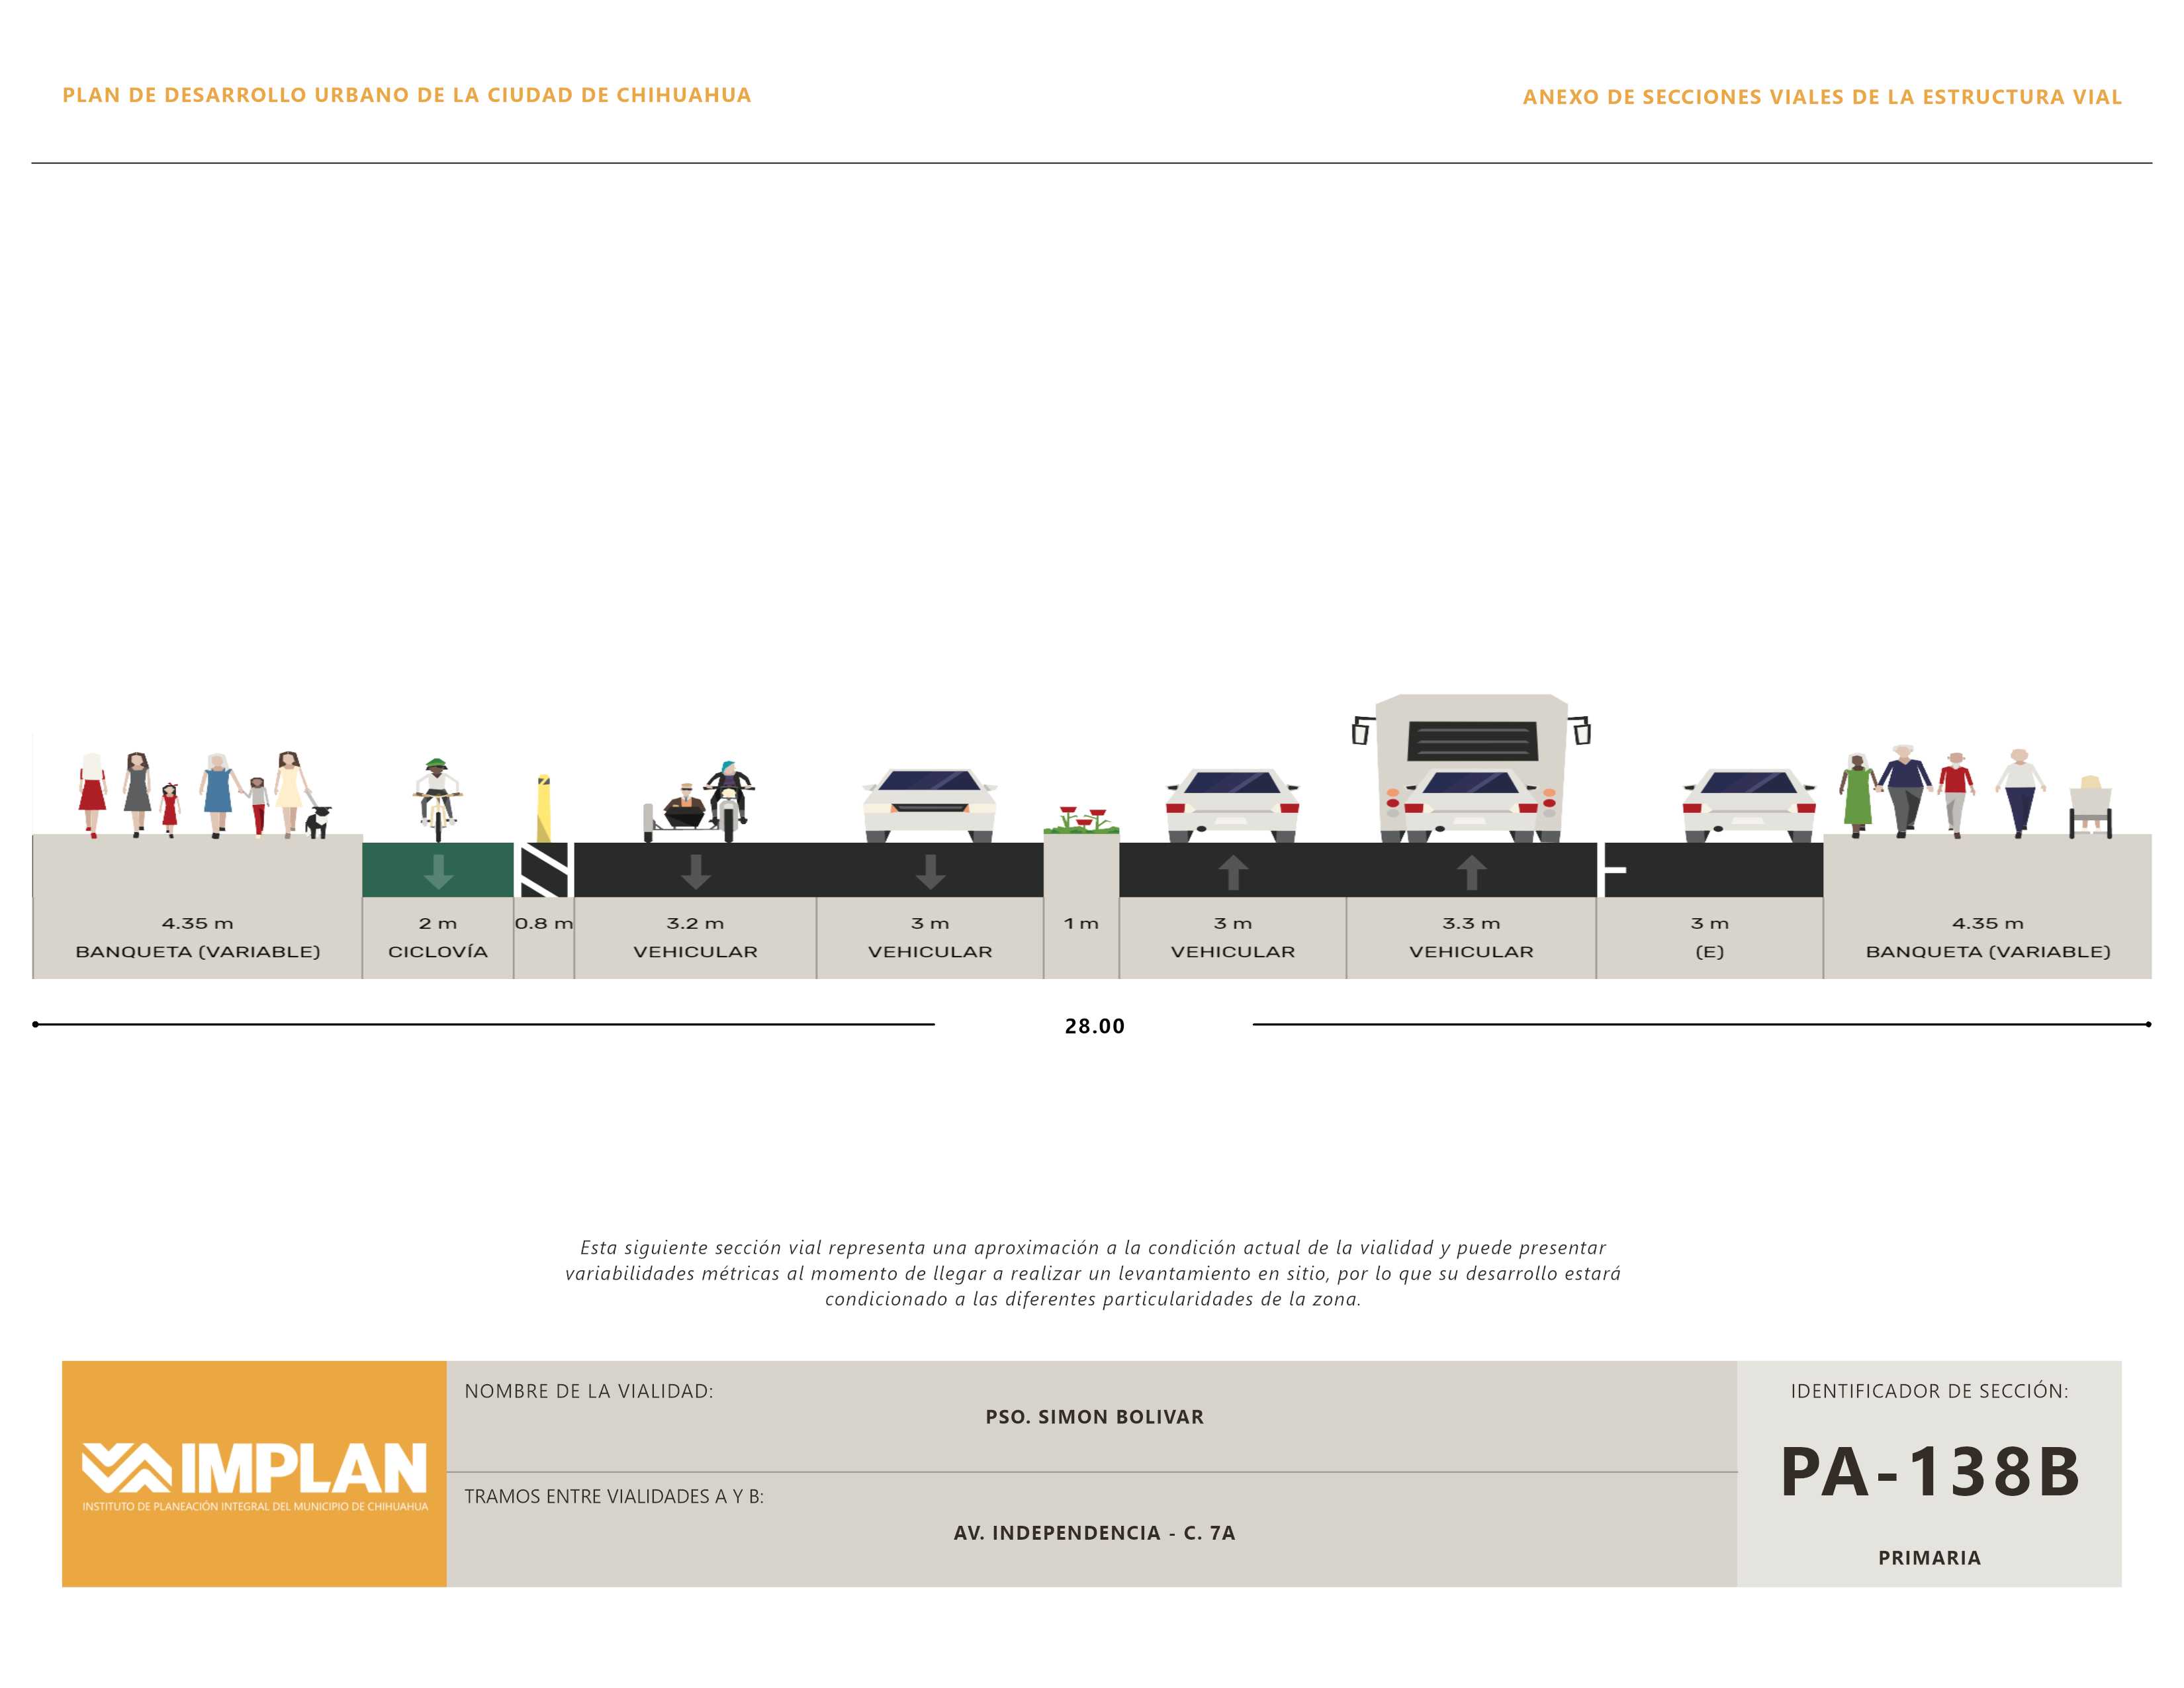 PLAN DE DESARROLLO URBANO DE LA CIUDAD DE CHIHUAHUA
ANEXO DE SECCIONES VIALES DE LA ESTRUCTURA VIAL
4.35 m
BANQUETA (VARIABLE)
2 m
CICLOVÍA
0.8 m
3.2 m
VEHICULAR
3 m
VEHICULAR
1 m
3 m
VEHICULAR
3.3 m
VEHICULAR
3 m
(E)
4.35 m
BANQUETA (VARIABLE)
28.00
Esta siguiente sección vial representa una aproximación a la condición actual de la vialidad y puede presentar
variabilidades métricas al momento de llegar a realizar un levantamiento en sitio, por lo que su desarrollo estará
condicionado a las diferentes particularidades de la zona.
IMPLAN
INSTITUTO DE PLANEACIÓN INTEGRAL DEL MUNICIPIO DE CHIHUAHUA
NOMBRE DE LA VIALIDAD:
PSO. SIMON BOLIVAR
TRAMOS ENTRE VIALIDADES A Y B:
AV. INDEPENDENCIA - C. 7A
IDENTIFICADOR DE SECCIÓN:
PA-138B
PRIMARIA